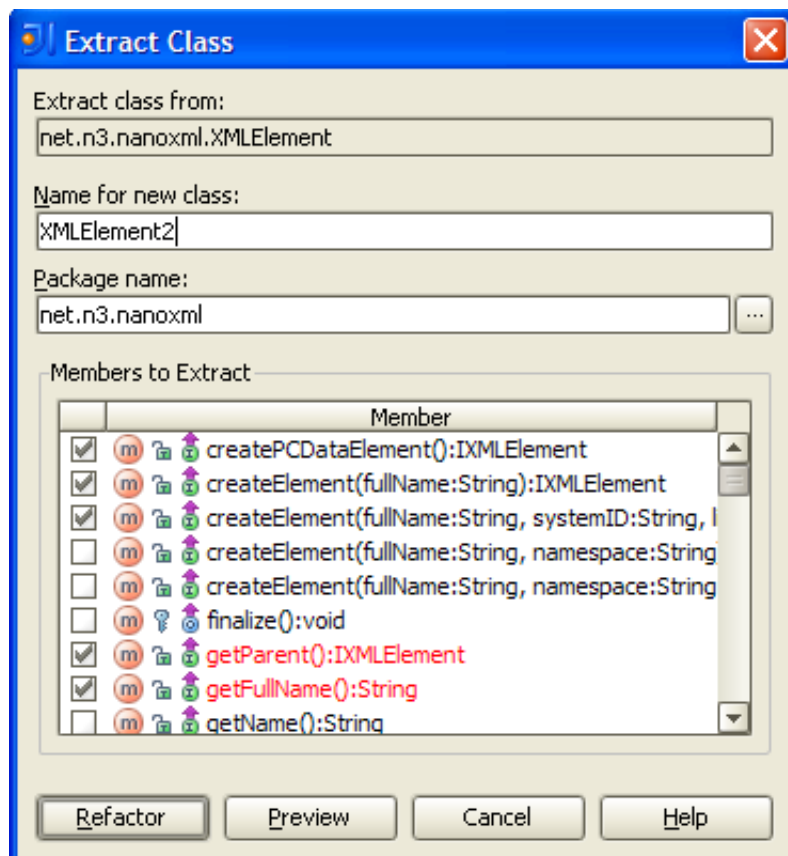 Extract Class
Extract class from:
net.n3.nanoxml.XMLElement
Name for new class:
XMLElement2
Package name:
net.n3.nanoxml
...
Members to Extract
Member
m createPCDataElement():IXMLElement
m createElement(fullName:String):IXMLElement
m createElement(fullName:String, systemID:String, l
m createElement(fullName:String, namespace:String
m createElement(fullName:String, namespace:String
m finalize():void
m getParent():IXMLElement
m getFullName():String
m getName():String
Refactor Preview Cancel Help